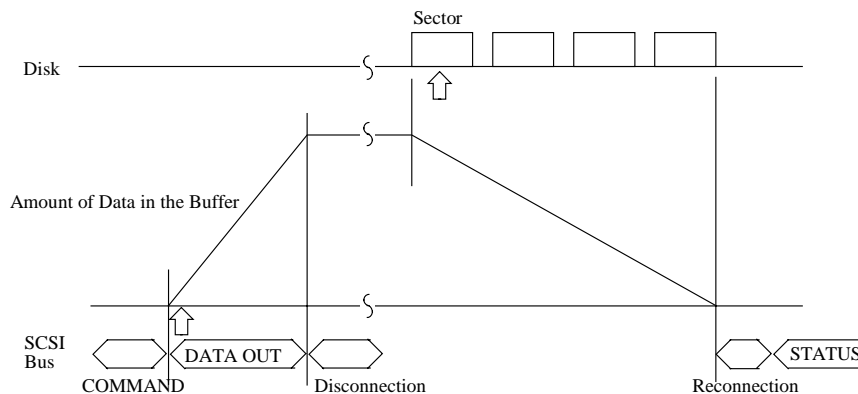 Sector
Disk
Amount of Data in the Buffer
SCSI
Bus
DATA OUT
STATUS
COMMAND
Disconnection
Reconnection